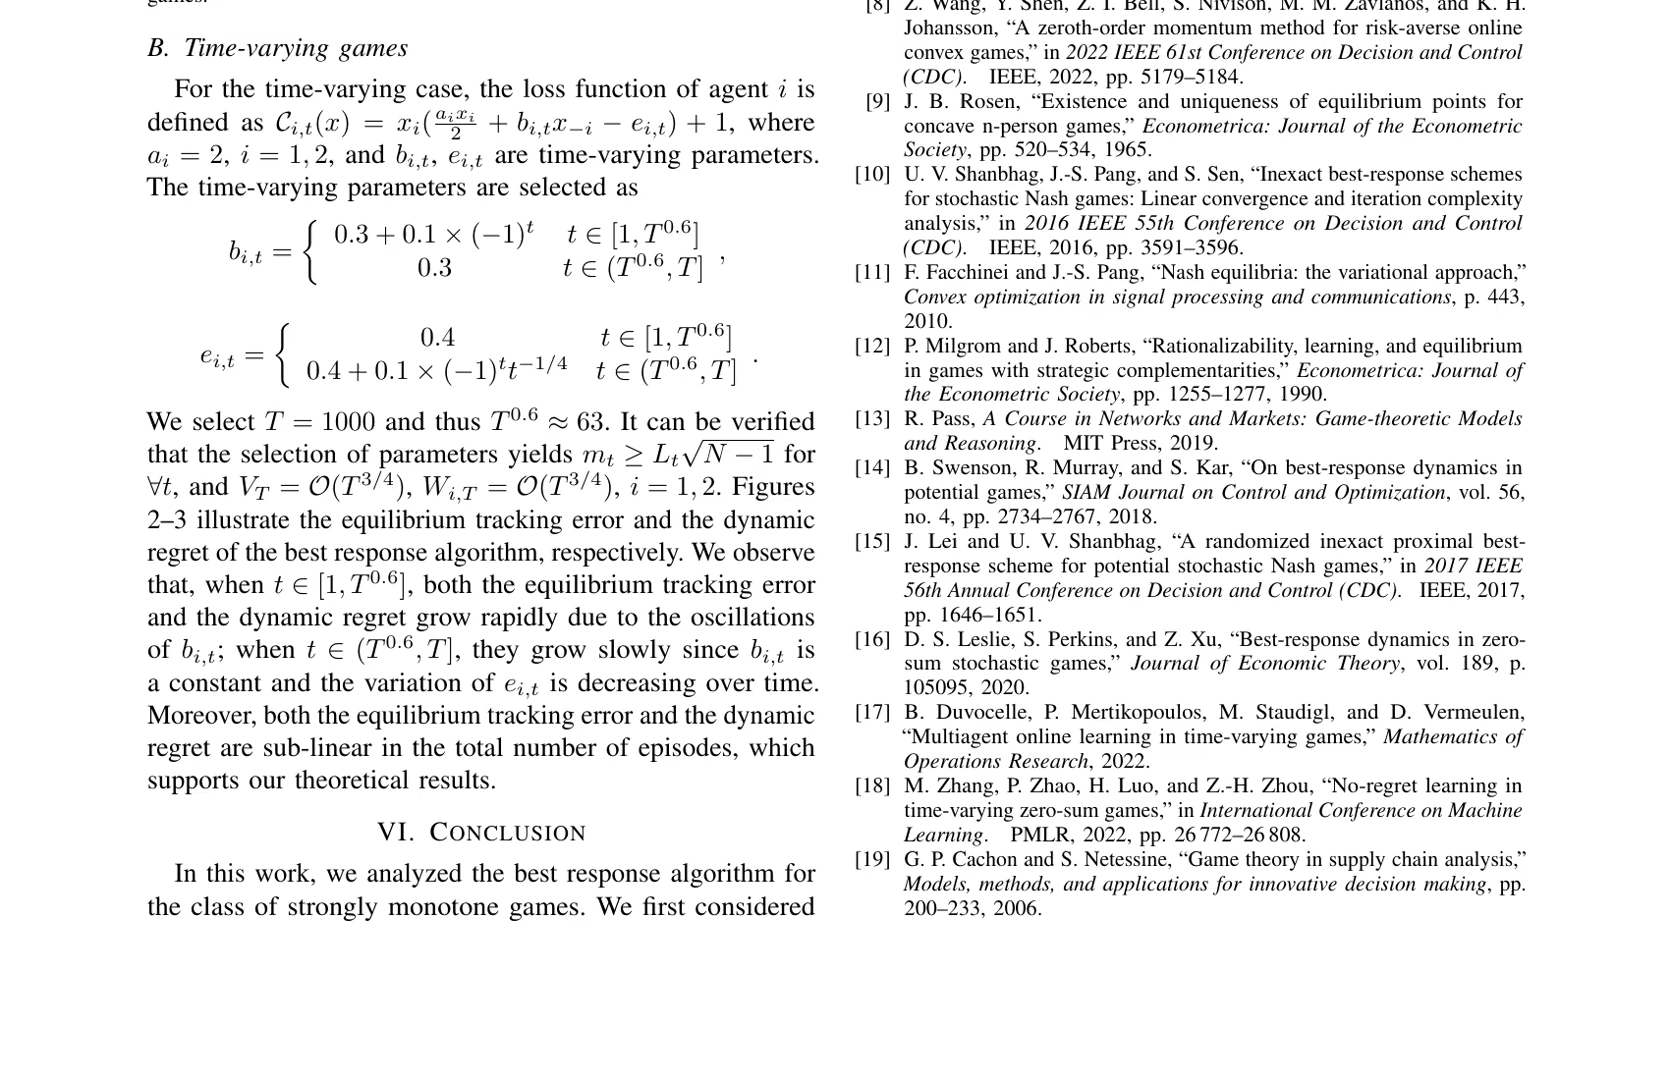 games.
B. Time-varying games
For the time-varying case, the loss function of agent i is
defined as 𝒞_{i,t}(x) = x_i(\frac{a_i x_i}{2} + b_{i,t}x_{−i} − e_{i,t}) + 1, where
a_i = 2, i = 1, 2, and b_{i,t}, e_{i,t} are time-varying parameters.
The time-varying parameters are selected as
b_{i,t} = { 0.3 + 0.1 × (−1)^t t ∈ [1, T^{0.6}]
0.3 t ∈ (T^{0.6}, T] ,
e_{i,t} = { 0.4 t ∈ [1, T^{0.6}]
0.4 + 0.1 × (−1)^t t^{−1/4} t ∈ (T^{0.6}, T] .
We select T = 1000 and thus T^{0.6} ≈ 63. It can be verified
that the selection of parameters yields m_t ≥ L_t√(N − 1) for
∀t, and V_T = 𝒪(T^{3/4}), W_{i,T} = 𝒪(T^{3/4}), i = 1, 2. Figures
2–3 illustrate the equilibrium tracking error and the dynamic
regret of the best response algorithm, respectively. We observe
that, when t ∈ [1, T^{0.6}], both the equilibrium tracking error
and the dynamic regret grow rapidly due to the oscillations
of b_{i,t}; when t ∈ (T^{0.6}, T], they grow slowly since b_{i,t} is
a constant and the variation of e_{i,t} is decreasing over time.
Moreover, both the equilibrium tracking error and the dynamic
regret are sub-linear in the total number of episodes, which
supports our theoretical results.
VI. CONCLUSION
In this work, we analyzed the best response algorithm for
the class of strongly monotone games. We first considered
[8] Z. Wang, Y. Shen, Z. I. Bell, S. Nivison, M. M. Zavlanos, and K. H.
Johansson, “A zeroth-order momentum method for risk-averse online
convex games,” in 2022 IEEE 61st Conference on Decision and Control
(CDC). IEEE, 2022, pp. 5179–5184.
[9] J. B. Rosen, “Existence and uniqueness of equilibrium points for
concave n-person games,” Econometrica: Journal of the Econometric
Society, pp. 520–534, 1965.
[10] U. V. Shanbhag, J.-S. Pang, and S. Sen, “Inexact best-response schemes
for stochastic Nash games: Linear convergence and iteration complexity
analysis,” in 2016 IEEE 55th Conference on Decision and Control
(CDC). IEEE, 2016, pp. 3591–3596.
[11] F. Facchinei and J.-S. Pang, “Nash equilibria: the variational approach,”
Convex optimization in signal processing and communications, p. 443,
2010.
[12] P. Milgrom and J. Roberts, “Rationalizability, learning, and equilibrium
in games with strategic complementarities,” Econometrica: Journal of
the Econometric Society, pp. 1255–1277, 1990.
[13] R. Pass, A Course in Networks and Markets: Game-theoretic Models
and Reasoning. MIT Press, 2019.
[14] B. Swenson, R. Murray, and S. Kar, “On best-response dynamics in
potential games,” SIAM Journal on Control and Optimization, vol. 56,
no. 4, pp. 2734–2767, 2018.
[15] J. Lei and U. V. Shanbhag, “A randomized inexact proximal best-
response scheme for potential stochastic Nash games,” in 2017 IEEE
56th Annual Conference on Decision and Control (CDC). IEEE, 2017,
pp. 1646–1651.
[16] D. S. Leslie, S. Perkins, and Z. Xu, “Best-response dynamics in zero-
sum stochastic games,” Journal of Economic Theory, vol. 189, p.
105095, 2020.
[17] B. Duvocelle, P. Mertikopoulos, M. Staudigl, and D. Vermeulen,
“Multiagent online learning in time-varying games,” Mathematics of
Operations Research, 2022.
[18] M. Zhang, P. Zhao, H. Luo, and Z.-H. Zhou, “No-regret learning in
time-varying zero-sum games,” in International Conference on Machine
Learning. PMLR, 2022, pp. 26 772–26 808.
[19] G. P. Cachon and S. Netessine, “Game theory in supply chain analysis,”
Models, methods, and applications for innovative decision making, pp.
200–233, 2006.